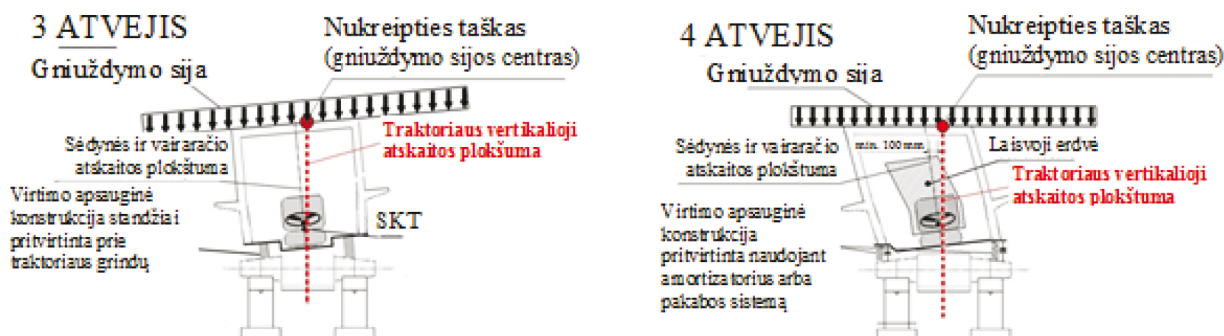 3 ATVEJIS
Nukreipties taškas
(gniuždymo sijos centras)
Gniuždymo sija
Sėdynės ir vairaračio
atskaitos plokštuma
Traktoriaus vertikalioji
atskaitos plokšuma
Virtimo apsauginė
konstrukcija standžiai
pritvirtinta prie
traktoriaus grindų
SKT
4 ATVEJIS
Nukreipties taškas
(gniuždymo sijos centras)
Gniuždymo sija
Sėdynės ir vairaračio
atskaitos plokštuma
min. 100 mm
Laisvoji erdvė
Traktoriaus vertikalioji
atskaitos plokštuma
Virtimo apsauginė
konstrukcija
pritvirtinta naudojant
amortizatorius arba
pakabos sistemą